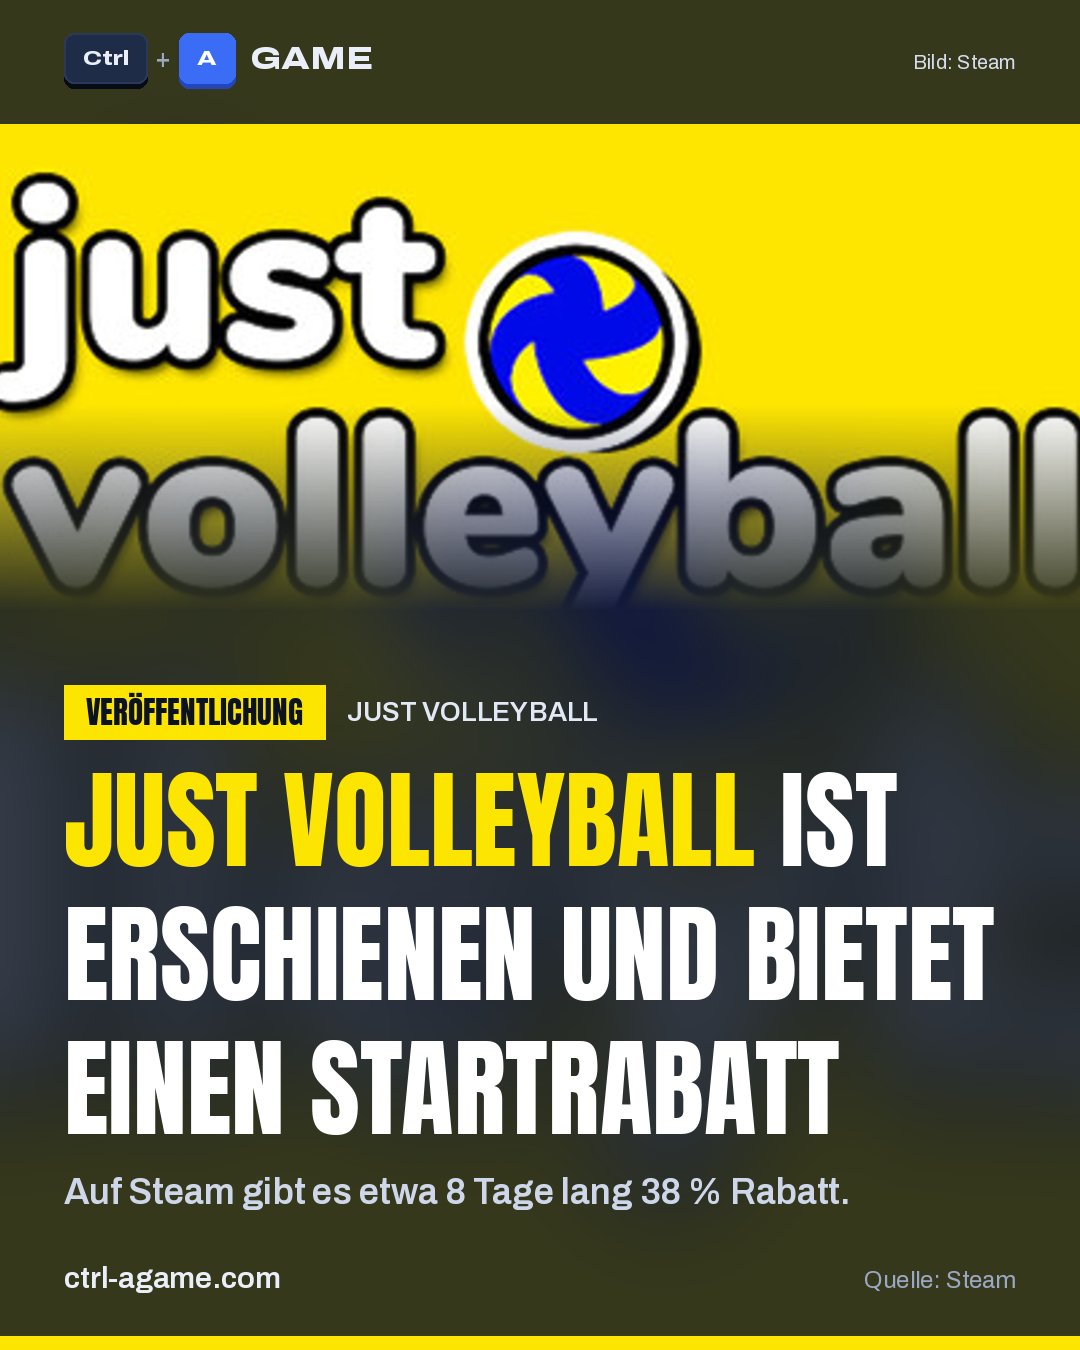 Ctrl + A GAME
Bild: Steam
just
volleyball
VERÖFFENTLICHUNG JUST VOLLEYBALL
JUST VOLLEYBALL IST
ERSCHIENEN UND BIETET
EINEN STARTRABATT
Auf Steam gibt es etwa 8 Tage lang 38 % Rabatt.
ctrl-agame.com
Quelle: Steam